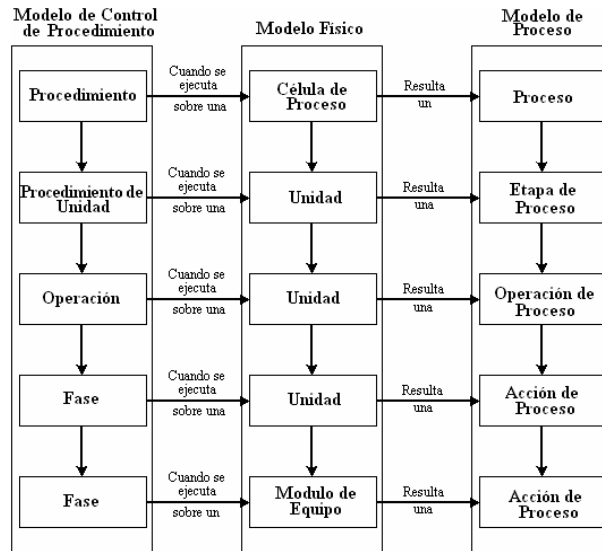 Modelo de Control
de Procedimiento
Modelo Físico
Modelo de
Proceso
Procedimiento
Cuando se
ejecuta
sobre una
Célula de
Proceso
Resulta
un
Proceso
Procedimiento de
Unidad
Cuando se
ejecuta
sobre una
Unidad
Resulta
una
Etapa de
Proceso
Operación
Cuando se
ejecuta
sobre una
Unidad
Resulta
una
Operación de
Proceso
Fase
Cuando se
ejecuta
sobre una
Unidad
Resulta
una
Acción de
Proceso
Fase
Cuando se
ejecuta
sobre un
Modulo de
Equipo
Resulta
una
Acción de
Proceso